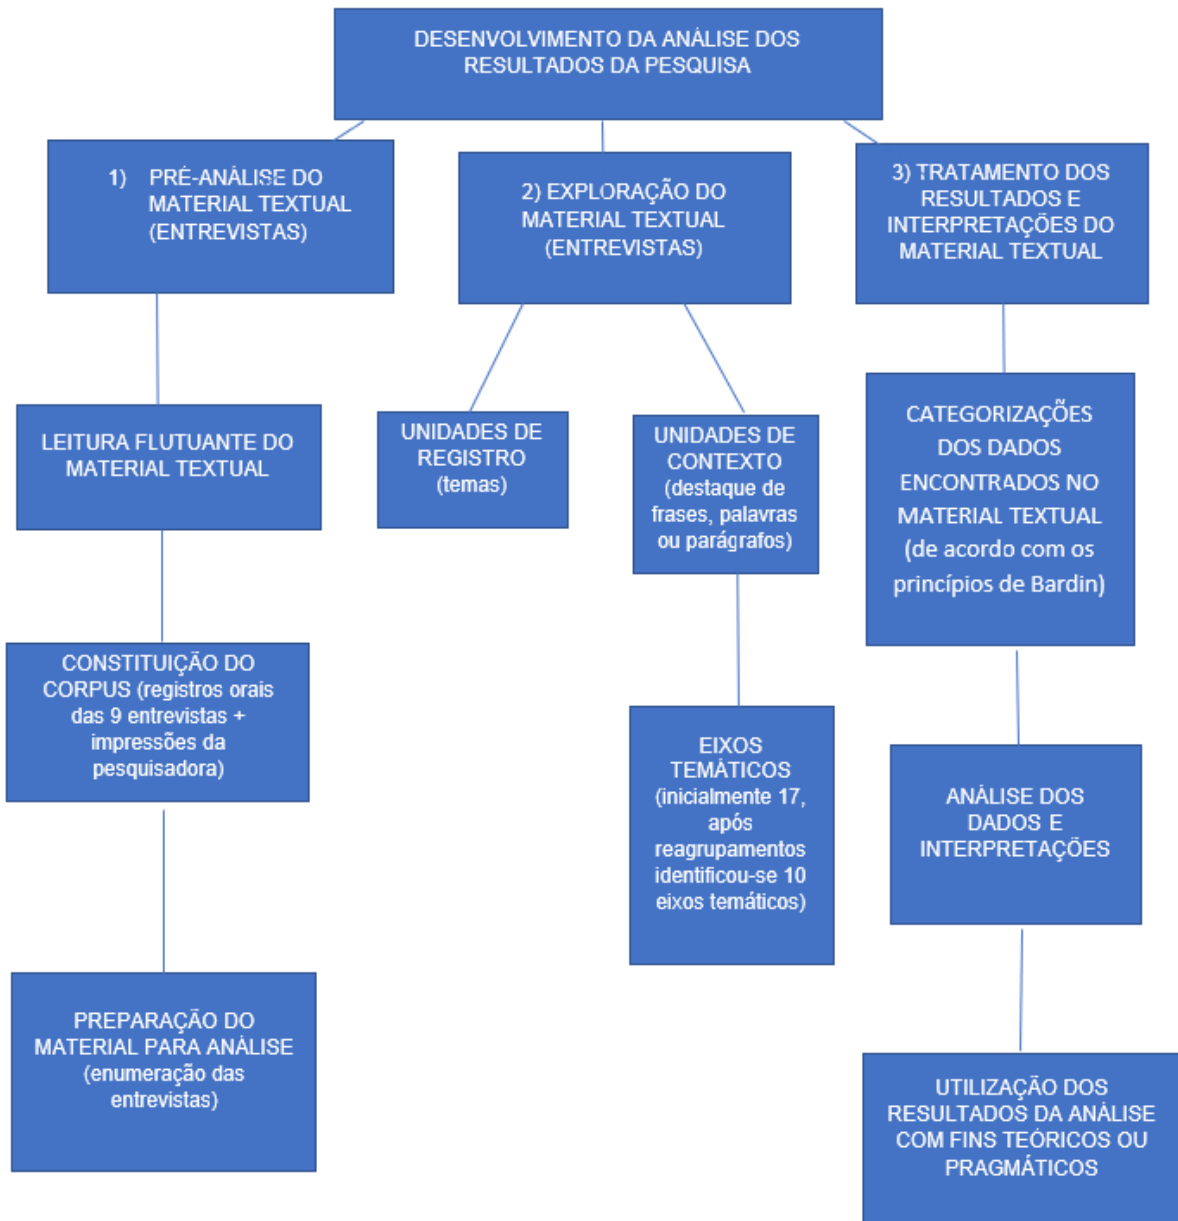 DESENVOLVIMENTO DA ANÁLISE DOS
RESULTADOS DA PESQUISA
1) PRÉ-ANÁLISE DO
MATERIAL TEXTUAL
(ENTREVISTAS)
2) EXPLORAÇÃO DO
MATERIAL TEXTUAL
(ENTREVISTAS)
3) TRATAMENTO DOS
RESULTADOS E
INTERPRETAÇÕES DO
MATERIAL TEXTUAL
LEITURA FLUTUANTE DO
MATERIAL TEXTUAL
UNIDADES DE
REGISTRO
(temas)
UNIDADES DE
CONTEXTO
(destaque de
frases, palavras
ou parágrafos)
CATEGORIZAÇÕES
DOS DADOS
ENCONTRADOS NO
MATERIAL TEXTUAL
(de acordo com os
princípios de Bardin)
CONSTITUIÇÃO DO
CORPUS (registros orais
das 9 entrevistas +
impressões da
pesquisadora)
EIXOS
TEMÁTICOS
(inicialmente 17,
após
reagrupamentos
identificou-se 10
eixos temáticos)
ANÁLISE DOS
DADOS E
INTERPRETAÇÕES
PREPARAÇÃO DO
MATERIAL PARA ANÁLISE
(enumeração das
entrevistas)
UTILIZAÇÃO DOS
RESULTADOS DA ANÁLISE
COM FINS TEÓRICOS OU
PRAGMÁTICOS